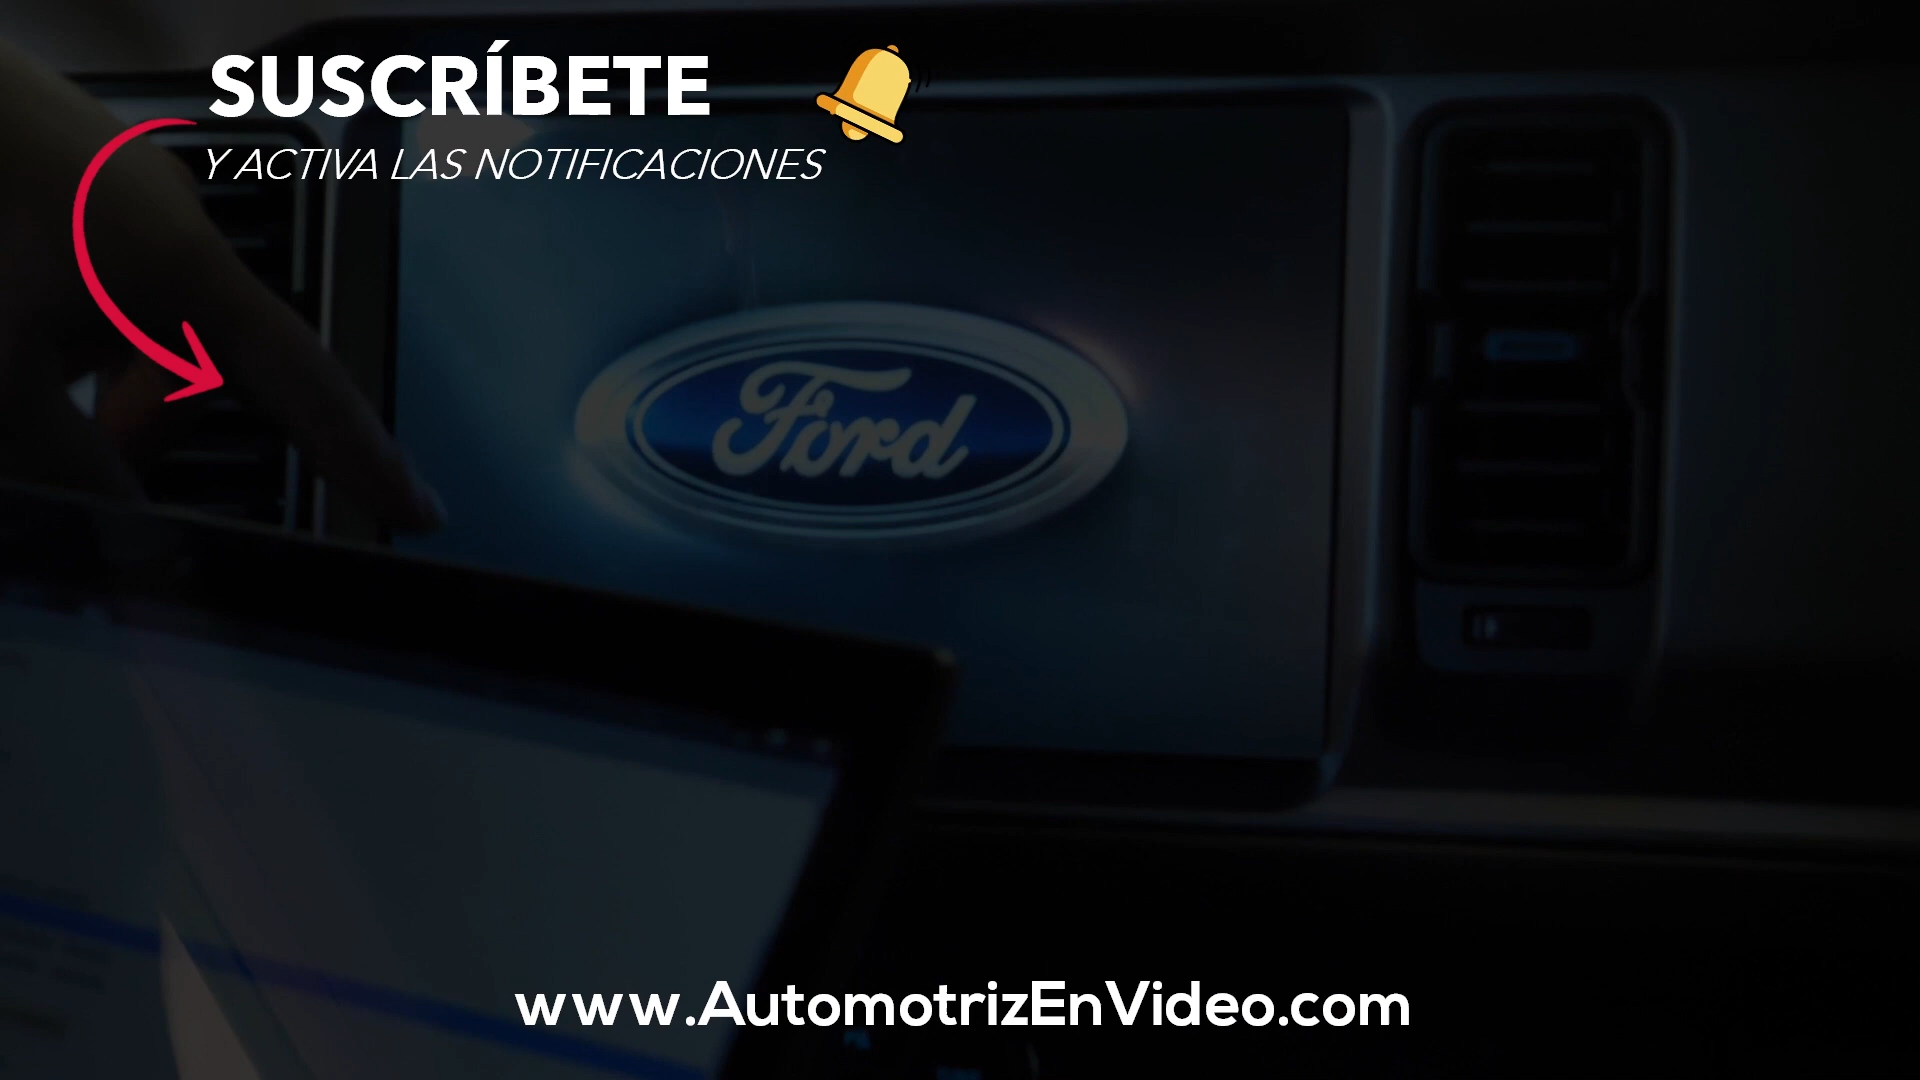 SUSCRÍBETE
Y ACTIVA LAS NOTIFICACIONES
Ford
www.AutomotrizEnVideo.com